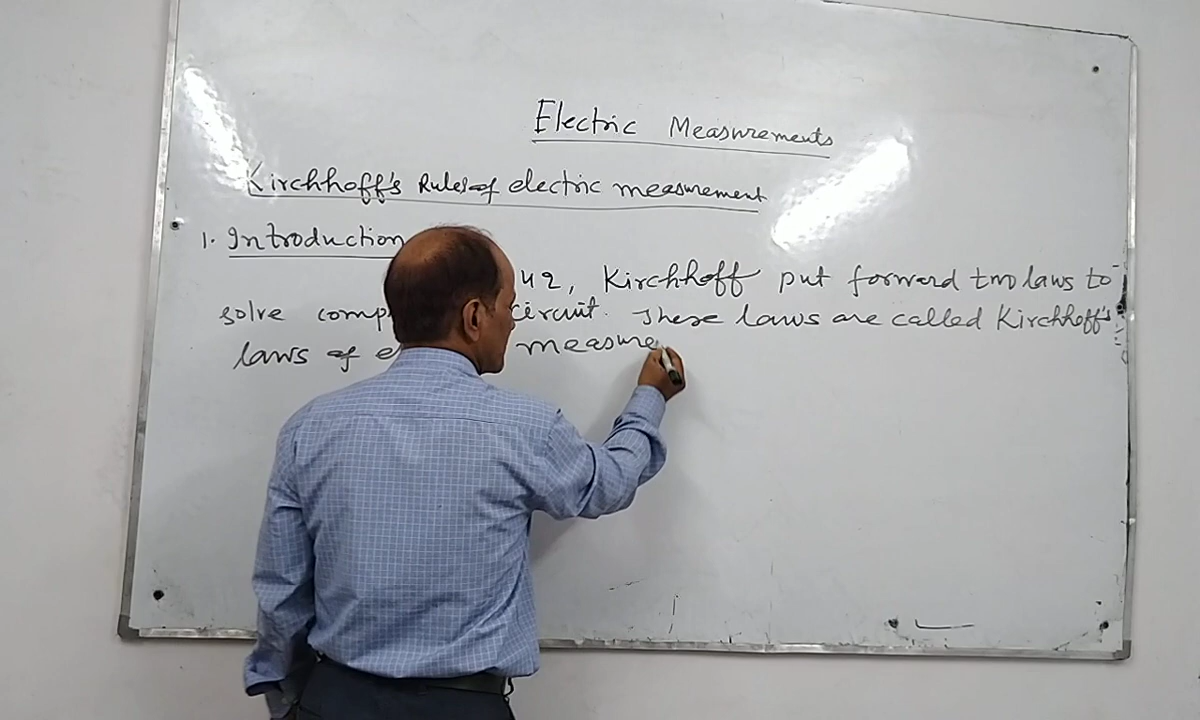 Electric Measurements
Kirchhoff's Rules of electric measurement
1. Introduction
42, Kirchhoff put forward two laws to
solve comp circuit. These laws are called Kirchhoff's
laws of e measure